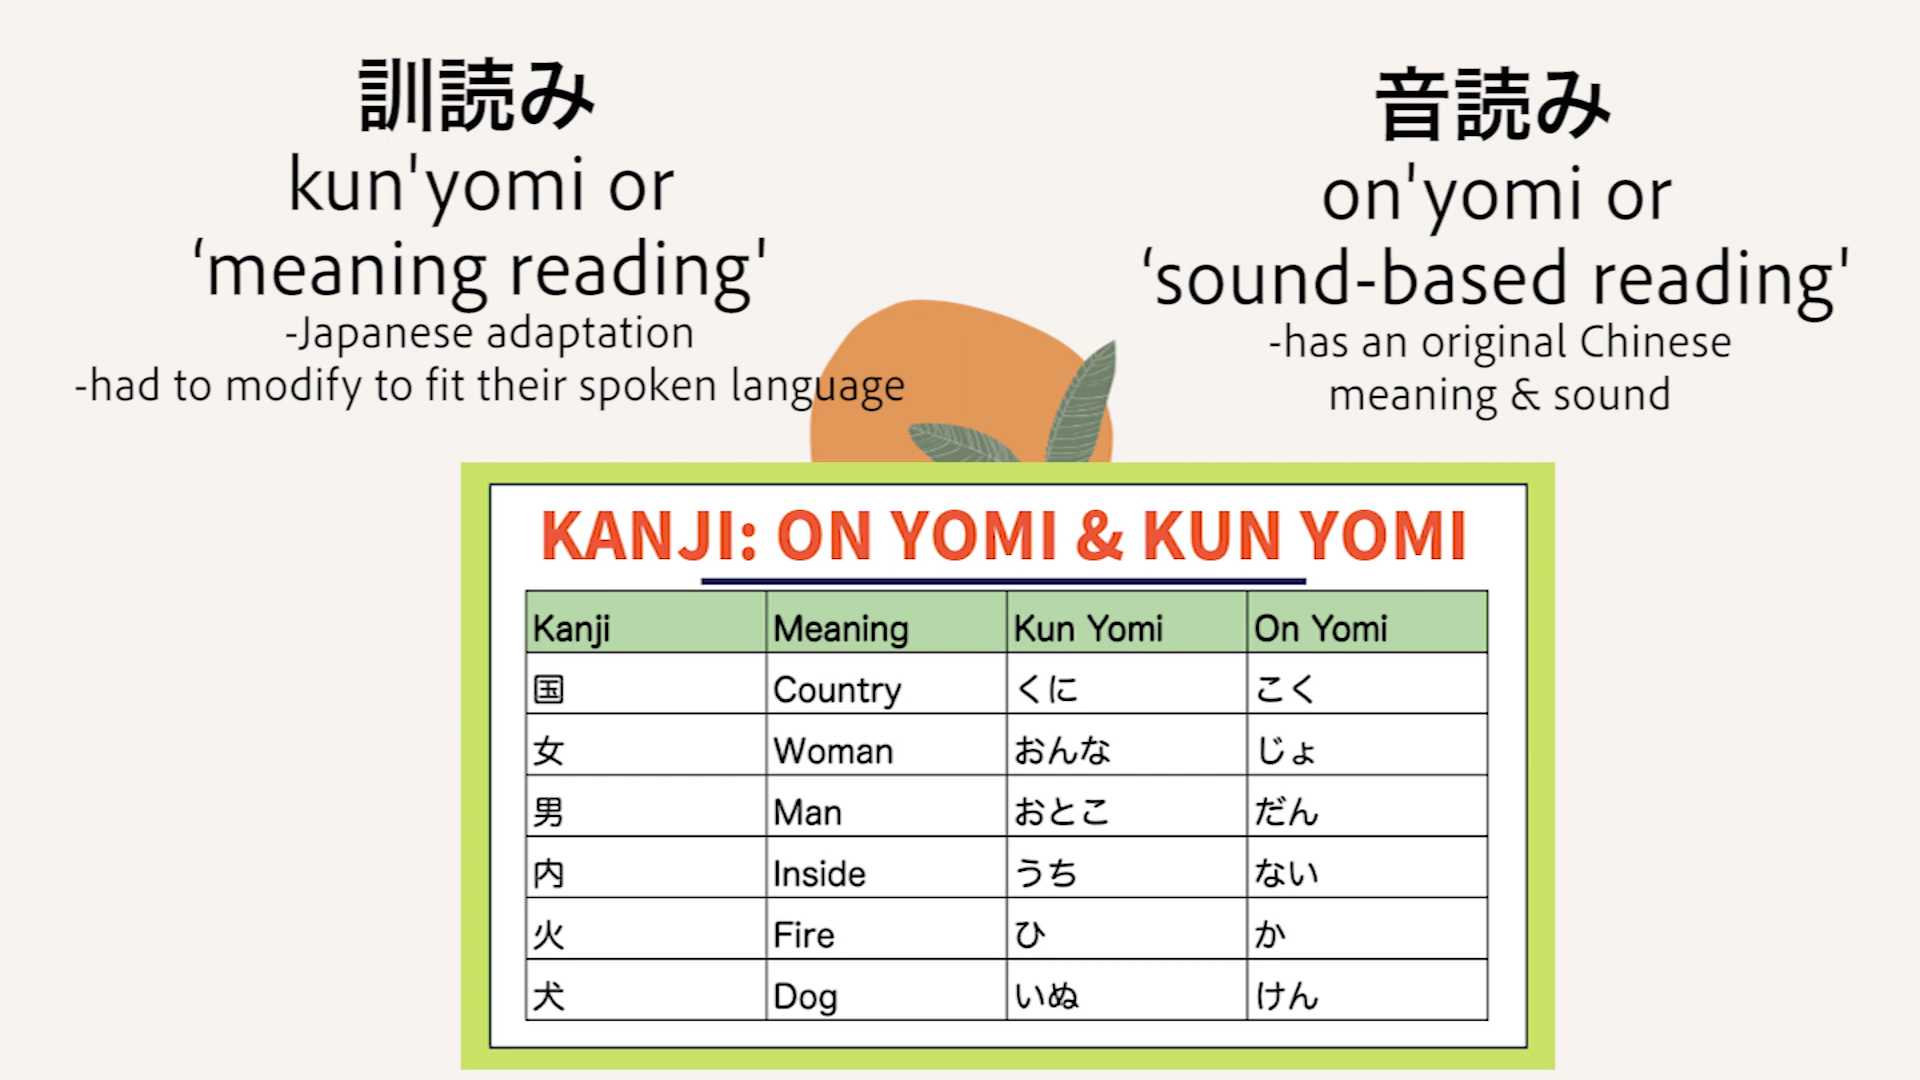 訓読み
kun'yomi or
‘meaning reading'
-Japanese adaptation
-had to modify to fit their spoken language
音読み
on'yomi or
‘sound-based reading'
-has an original Chinese
meaning & sound
KANJI: ON YOMI & KUN YOMI
Kanji Meaning Kun Yomi On Yomi
国 Country くに こく
女 Woman おんな じょ
男 Man おとこ だん
内 Inside うち ない
火 Fire ひ か
犬 Dog いぬ けん